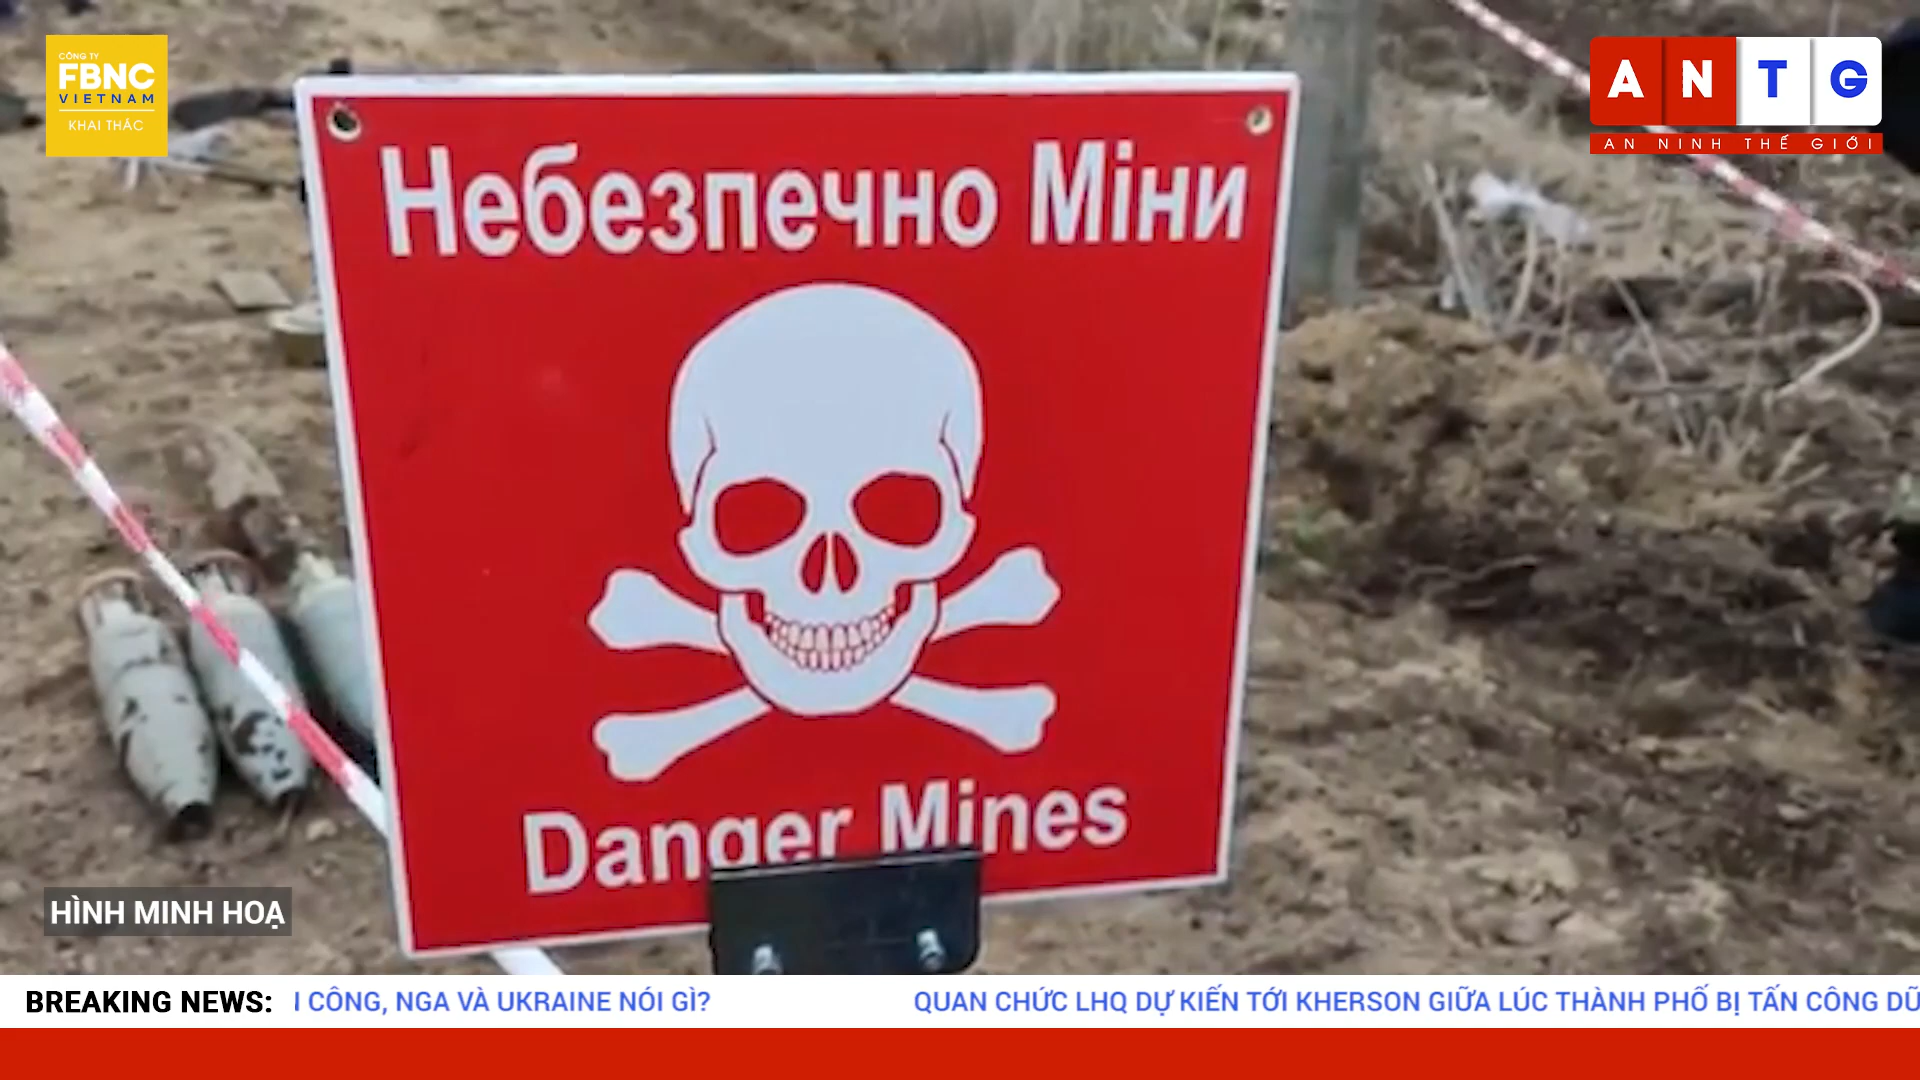 CÔNG TY
FBNC
VIETNAM
KHAI THÁC
ANTG
AN NINH THẾ GIỚI
Небезпечно Міни
Danger Mines
HÌNH MINH HOẠ
BREAKING NEWS: CÔNG, NGA VÀ UKRAINE NÓI GÌ? QUAN CHỨC LHQ DỰ KIẾN TỚI KHERSON GIỮA LÚC THÀNH PHỐ BỊ TẤN CÔNG